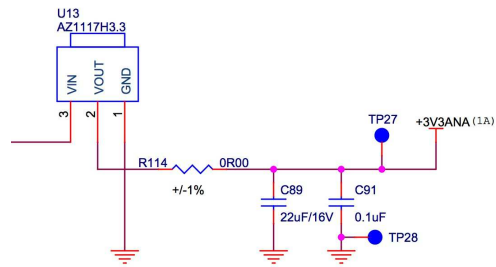 U13
AZ1117H3.3
VIN
VOUT
GND
3
2
1
R114
0R00
+/-1%
C89
22uF/16V
C91
0.1uF
TP27
+3V3ANA (1A)
TP28